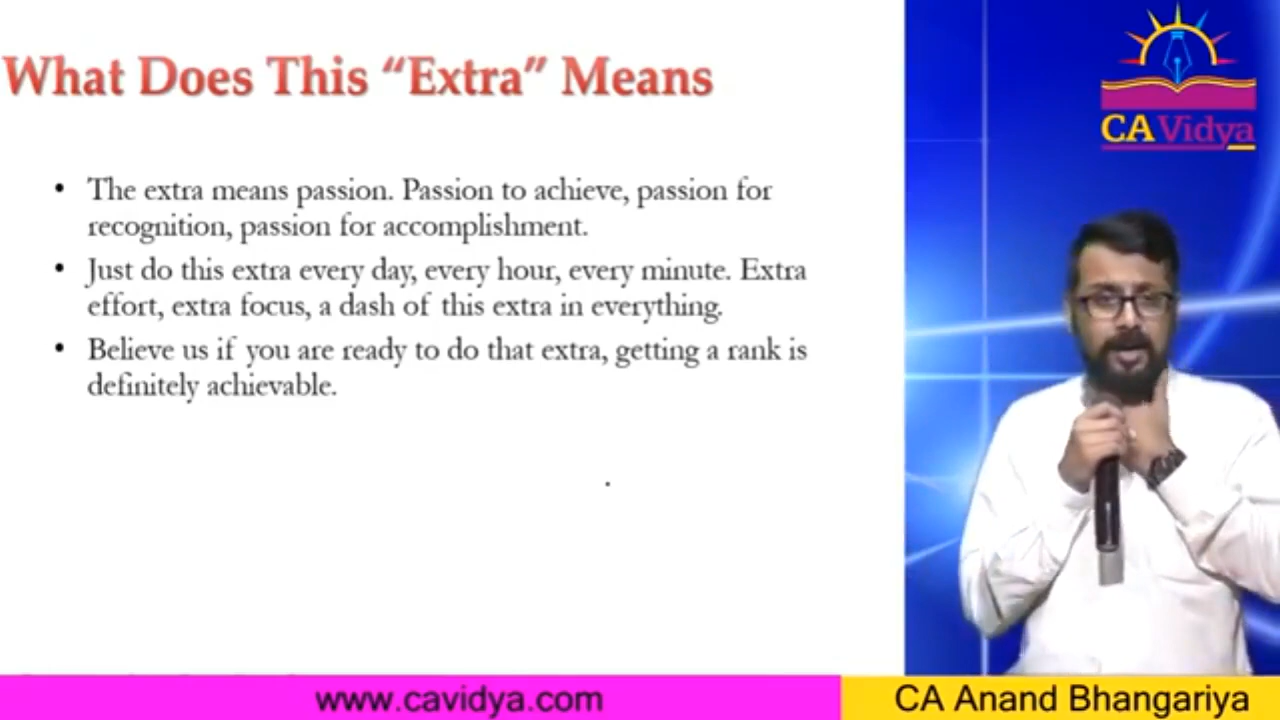 What Does This “Extra” Means
• The extra means passion. Passion to achieve, passion for
recognition, passion for accomplishment.
• Just do this extra every day, every hour, every minute. Extra
effort, extra focus, a dash of this extra in everything.
• Believe us if you are ready to do that extra, getting a rank is
definitely achievable.
CA Vidya
www.cavidya.com
CA Anand Bhangariya